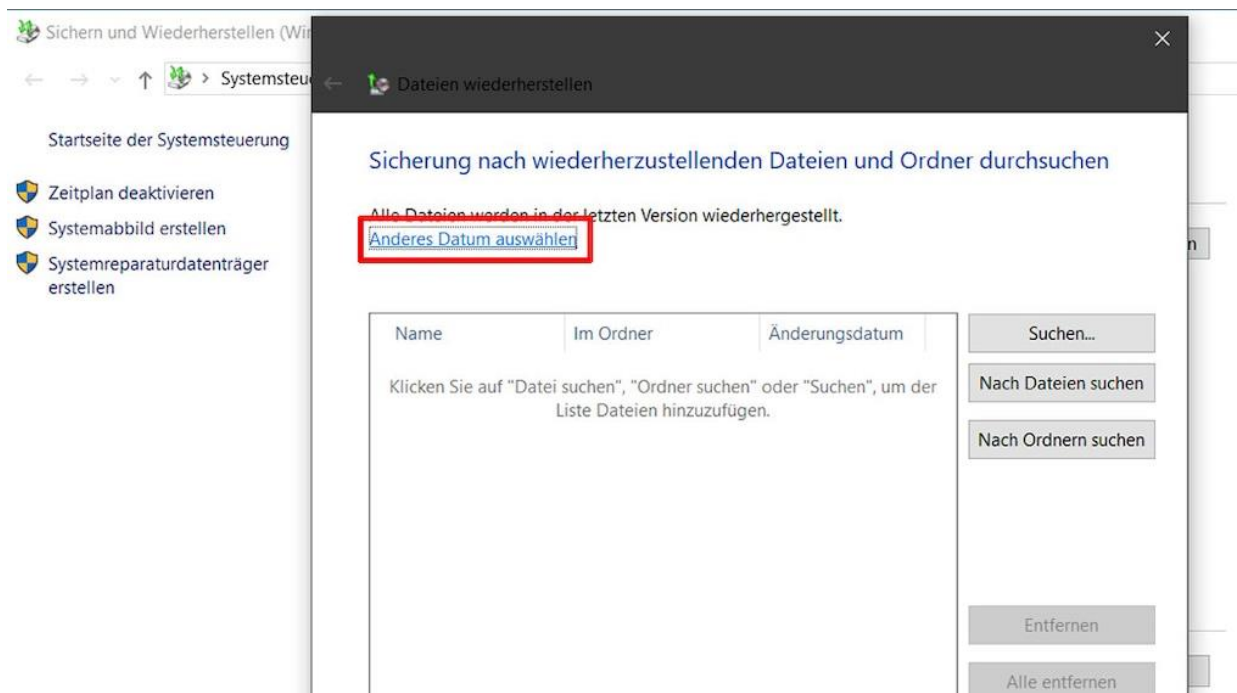 Sichern und Wiederherstellen
Systemsteu
Startseite der Systemsteuerung
Zeitplan deaktivieren
Systemabbild erstellen
Systemreparaturdatenträger
erstellen
Dateien wiederherstellen
Sicherung nach wiederherzustellenden Dateien und Ordner durchsuchen
Alle Dateien werden in der letzten Version wiederhergestellt.
Anderes Datum auswählen
Name Im Ordner Änderungsdatum
Klicken Sie auf "Datei suchen", "Ordner suchen" oder "Suchen", um der
Liste Dateien hinzuzufügen.
Suchen...
Nach Dateien suchen
Nach Ordnern suchen
Entfernen
Alle entfernen
n